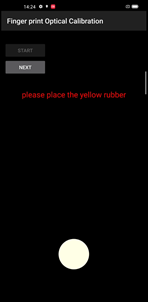 14:24
Finger print Optical Calibration
START
NEXT
please place the yellow rubber